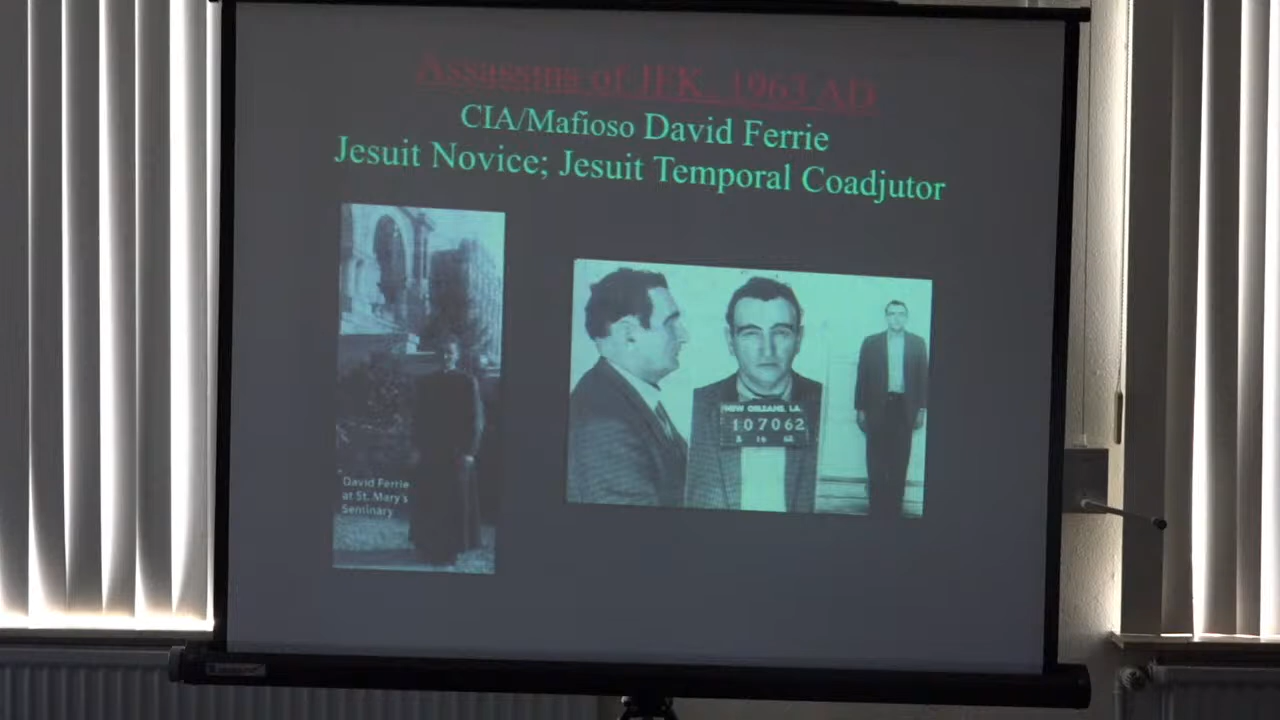 Assassins of JFK, 1963 AD
CIA/Mafioso David Ferrie
Jesuit Novice; Jesuit Temporal Coadjutor
David Ferrie
at St. Mary's
Seminary
NEW ORLEANS, LA.
107062